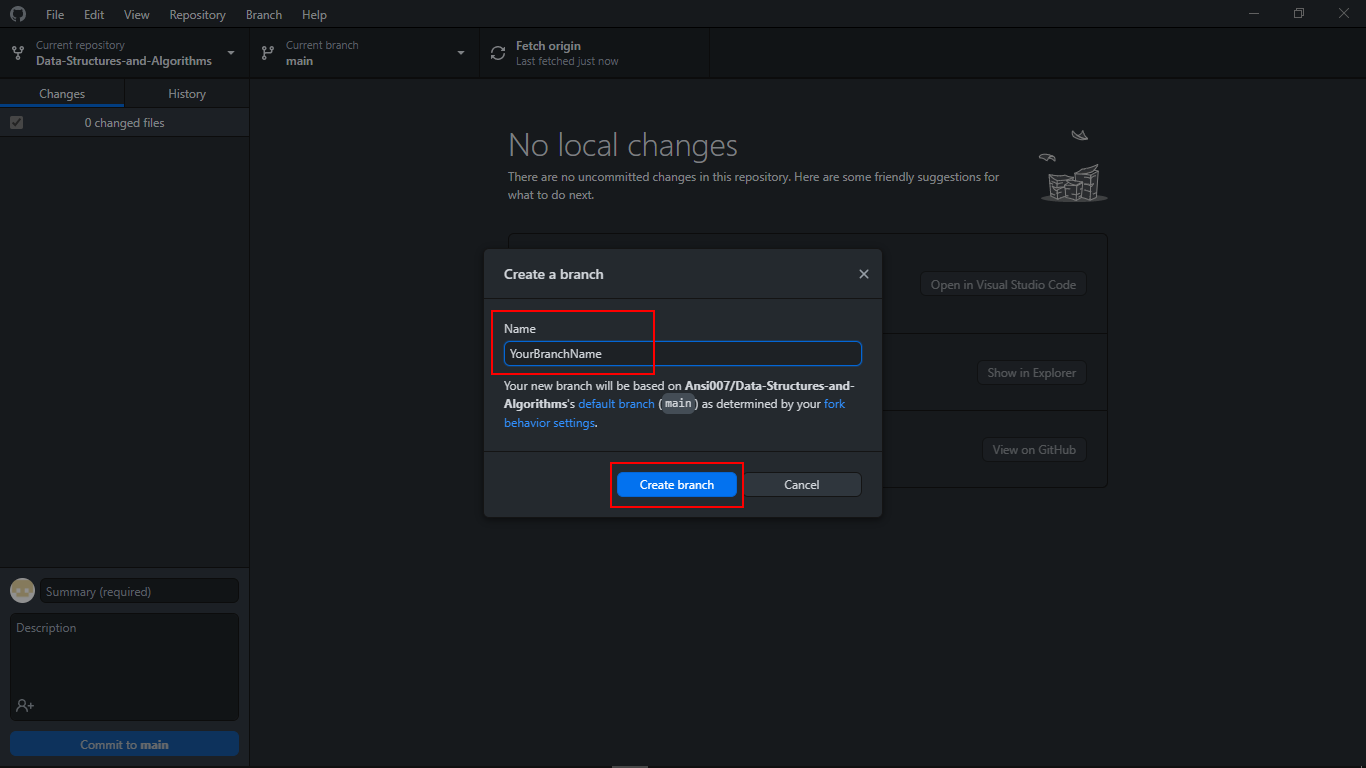 File Edit View Repository Branch Help
Current repository
Data-Structures-and-Algorithms
Current branch
main
Fetch origin
Last fetched just now
Changes History
0 changed files
No local changes
There are no uncommitted changes in this repository. Here are some friendly suggestions for
what to do next.
Open in Visual Studio Code
Show in Explorer
View on GitHub
Create a branch
Name
YourBranchName
Your new branch will be based on Ansi007/Data-Structures-and-
Algorithms's default branch (main) as determined by your fork
behavior settings.
Create branch Cancel
Summary (required)
Description
Commit to main